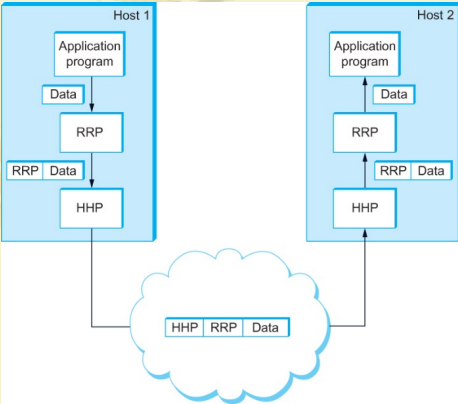 Host 1
Application
program
Data
RRP
RRP Data
HHP
Host 2
Application
program
Data
RRP
RRP Data
HHP
HHP RRP Data